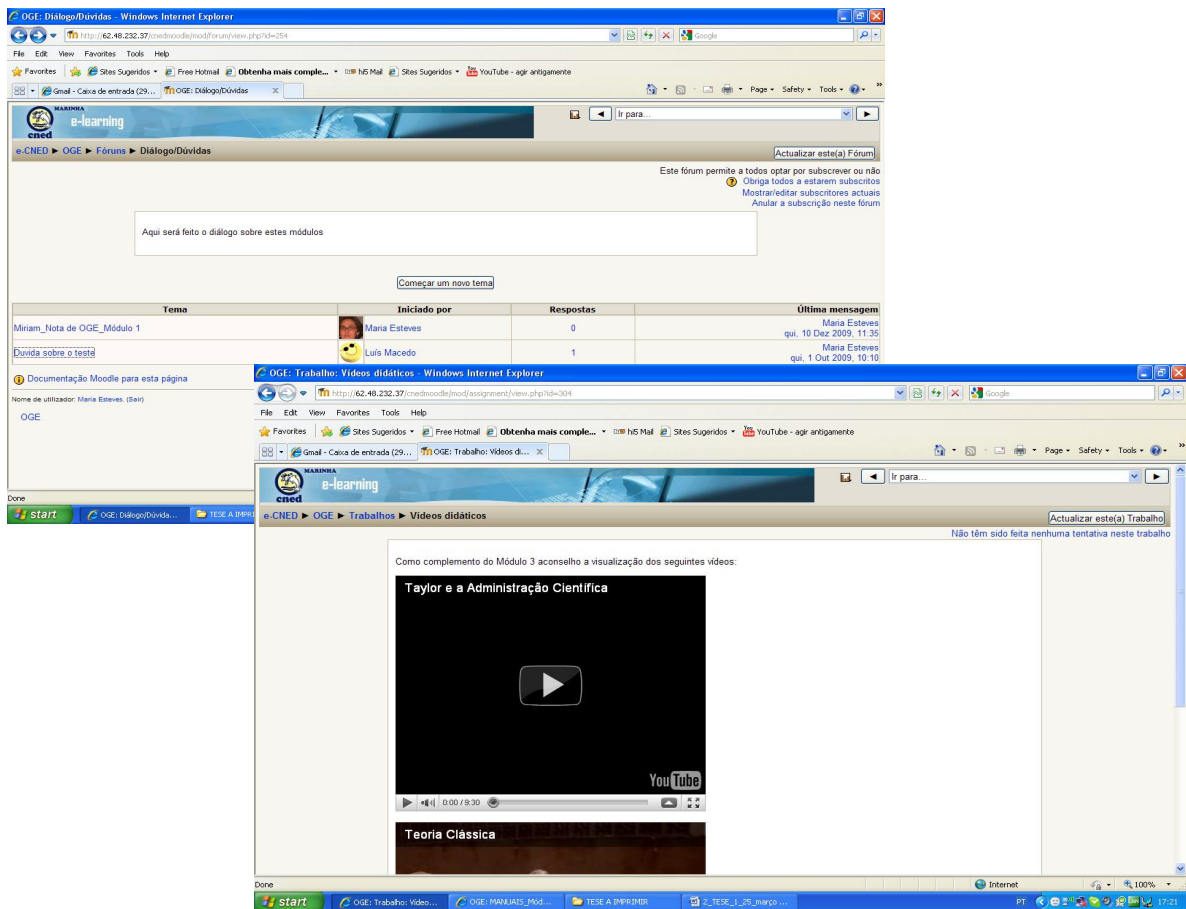 OGE: Diálogo/Dúvidas - Windows Internet Explorer
http://62.48.232.37/cnedmoodle/mod/forum/view.php?id=254
Google
File Edit View Favorites Tools Help
Favorites Sites Sugeridos Free Hotmail Obtenha mais comple... hi5 Mail Sites Sugeridos YouTube - agir antigamente
Gmail - Caixa de entrada (29... OGE: Diálogo/Dúvidas X Page Safety Tools
MARINHA
e-learning
cned
Ir para...
e-CNED ► OGE ► Fóruns ► Diálogo/Dúvidas
Actualizar este(a) Fórum
Este fórum permite a todos optar por subscrever ou não
Obriga todos a estarem subscritos
Mostrar/editar subscritores actuais
Anular a subscrição neste fórum
Aqui será feito o diálogo sobre estes módulos
Começar um novo tema
Tema Iniciado por Respostas Última mensagem
Miriam_Nota de OGE_Módulo 1 Maria Esteves 0 Maria Esteves
qui, 10 Dez 2009, 11:35
Duvida sobre o teste Luís Macedo 1 Maria Esteves
qui, 1 Out 2009, 10:10
Documentação Moodle para esta página
Nome de utilizador: Maria Esteves. (Sair)
OGE
Done
start OGE: Diálogo/Dúvida... TESE A IMPRI
OGE: Trabalho: Vídeos didáticos - Windows Internet Explorer
http://62.48.232.37/cnedmoodle/mod/assignment/view.php?id=304
Google
File Edit View Favorites Tools Help
Favorites Sites Sugeridos Free Hotmail Obtenha mais comple... hi5 Mail Sites Sugeridos YouTube - agir antigamente
Gmail - Caixa de entrada (29... OGE: Trabalho: Vídeos di... X Page Safety Tools
MARINHA
e-learning
cned
Ir para...
e-CNED ► OGE ► Trabalhos ► Vídeos didáticos
Actualizar este(a) Trabalho
Não têm sido feita nenhuma tentativa neste trabalho
Como complemento do Módulo 3 aconselho a visualização dos seguintes vídeos:
Taylor e a Administração Científica
YouTube
0:00 / 9:30
Teoria Clássica
Done Internet 100%
start OGE: Trabalho: Vídeo... OGE: MANUAIS_Mód... TESE A IMPRIMIR 2_TESE_1_25_março ... PT 17:21